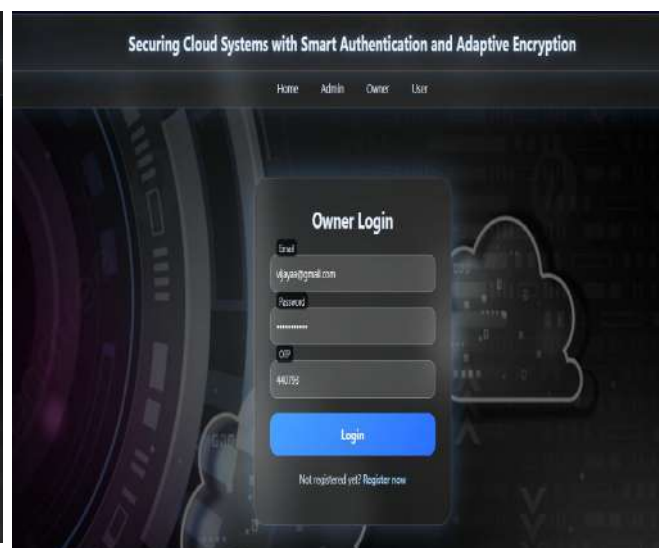 Securing Cloud Systems with Smart Authentication and Adaptive Encryption
Home Admin Owner User
Owner Login
Email
vijayaa@gmail.com
Password
OTP
440793
Login
Not registered yet? Register now